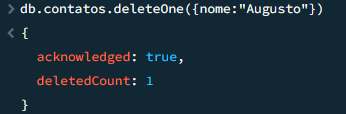 > db.contatos.deleteOne({nome:"Augusto"})
< {
acknowledged: true,
deletedCount: 1
}